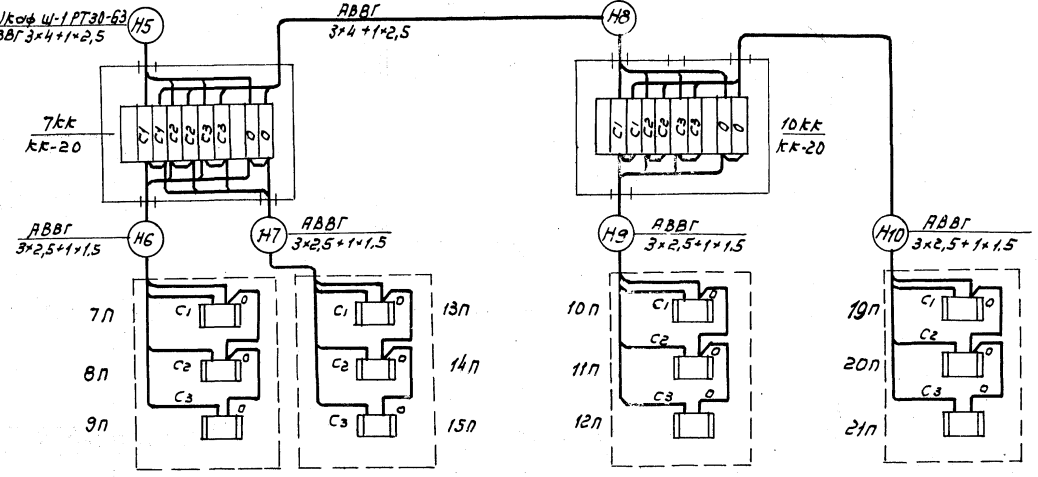 Шкаф Ш-1 РТ30-63
АВВГ 3×4+1×2,5
Н5
АВВГ
3×4+1×2,5
Н8
7КК
КК-20
С1 С1 С2 С2 С3 С3 0 0
С1 С1 С2 С2 С3 С3 0 0
10КК
КК-20
АВВГ
3×2,5+1×1,5
Н6
Н7
АВВГ
3×2,5+1×1,5
Н9
АВВГ
3×2,5+1×1.5
Н10
АВВГ
3×2,5+1×1.5
7п
С1
0
С1
0
13п
10п
С1
0
19п
С1
0
8п
С2
0
С2
0
14п
11п
С2
0
20п
С2
0
9п
С3
0
С3
0
15п
12п
С3
0
21п
С3
0